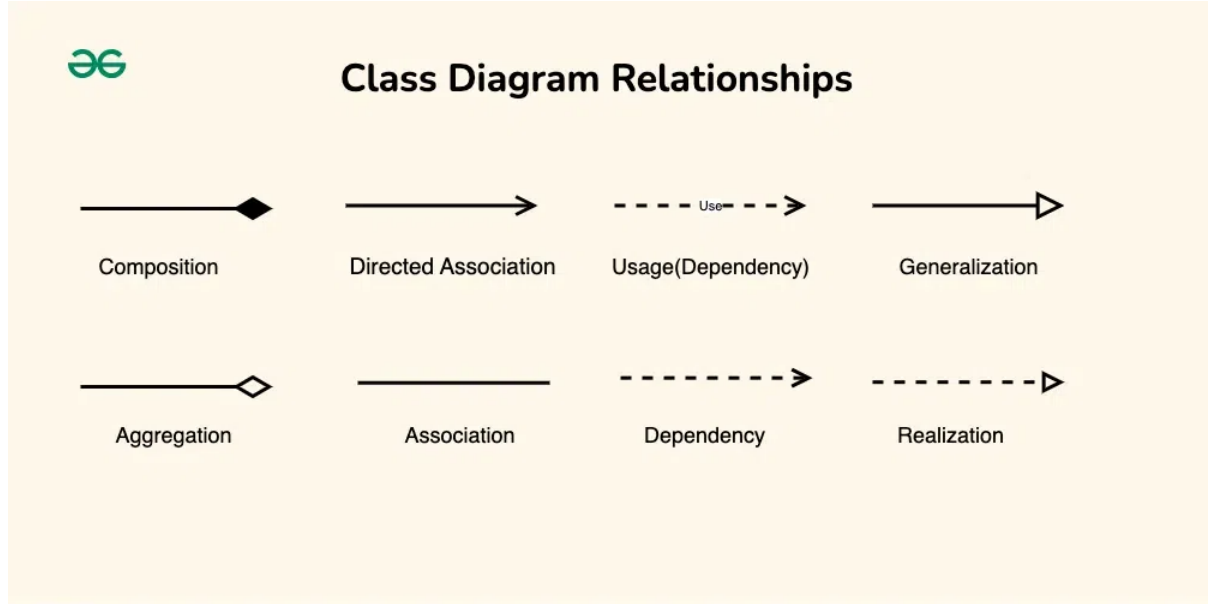 Class Diagram Relationships
Use
Composition
Directed Association
Usage(Dependency)
Generalization
Aggregation
Association
Dependency
Realization